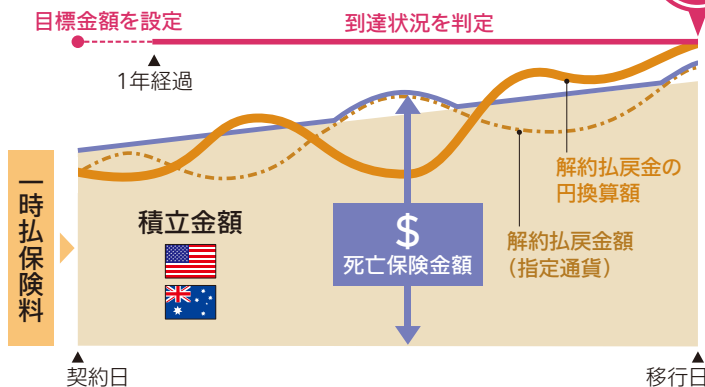 目標金額を設定
到達状況を判定
▲
1年経過
一時払保険料
積立金額
$
死亡保険金額
解約払戻金の
円換算額
解約払戻金額
（指定通貨）
▲
契約日
▲
移行日